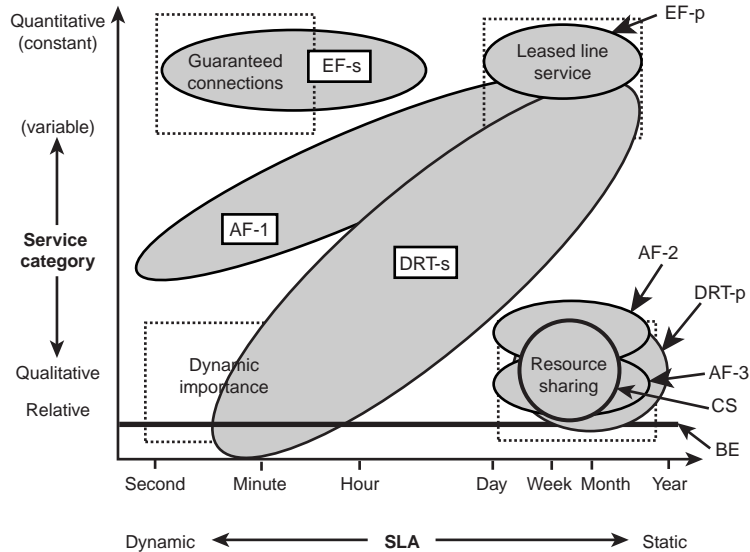 Quantitative
(constant)
EF-p
Guaranteed
connections
EF-s
Leased line
service
(variable)
AF-1
Service
category
DRT-s
AF-2
DRT-p
Dynamic
importance
Resource
sharing
Qualitative
AF-3
Relative
CS
BE
Second
Minute
Hour
Day
Week
Month
Year
Dynamic
SLA
Static